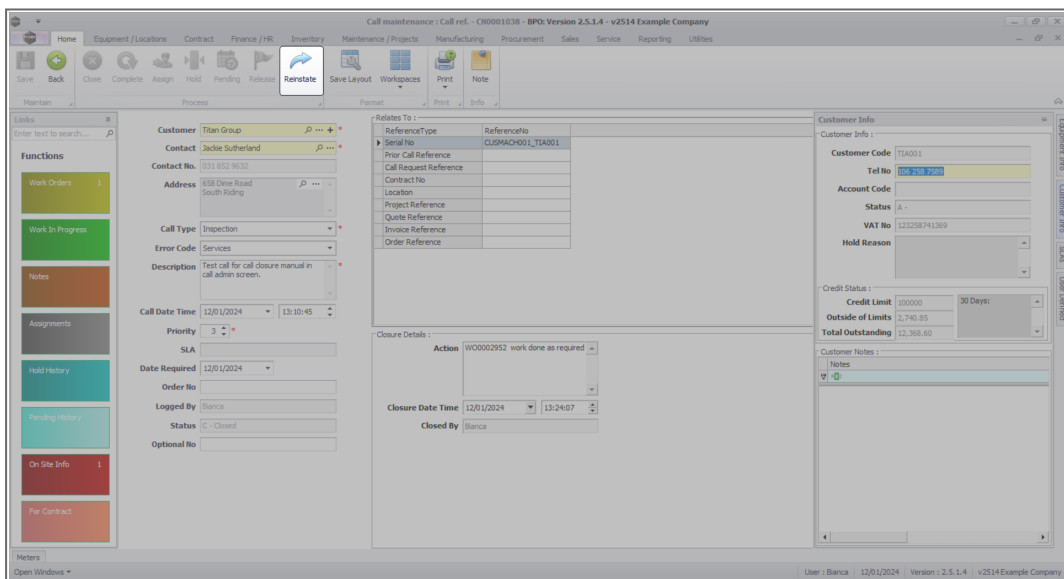 Call maintenance : Call ref. - CN0001038 - BPO: Version 2.5.1.4 - v2514 Example Company
Home Equipment / Locations Contract Finance / HR Inventory Maintenance / Projects Manufacturing Procurement Sales Service Reporting Utilities
Save Back Close Complete Assign Hold Pending Release Reinstate Save Layout Workspaces Print Note
Maintain Process Format Print Info
Links
Enter text to search...
Functions
Work Orders 1
Work In Progress
Notes
Assignments
Hold History
Pending History
On Site Info 1
For Contract
Customer Titan Group *
Contact Jackie Sutherland *
Contact No. 031 852 9632
Address 658 Dime Road
South Riding
Call Type Inspection *
Error Code Services
Description Test call for call closure manual in *
call admin screen.
Call Date Time 12/01/2024 13:10:45
Priority 3 *
SLA
Date Required 12/01/2024
Order No
Logged By Bianca
Status C - Closed
Optional No
Relates To :
ReferenceType ReferenceNo
Serial No CUSMACH001_TIA001
Prior Call Reference
Call Request Reference
Contract No
Location
Project Reference
Quote Reference
Invoice Reference
Order Reference
Closure Details :
Action WO0002952 work done as required
Closure Date Time 12/01/2024 13:24:07
Closed By Bianca
Customer Info
Customer Info :
Customer Code TIA001
Tel No 106 258 7589
Account Code
Status A -
VAT No 123258741369
Hold Reason
Credit Status :
Credit Limit 100000 30 Days:
Outside of Limits 2,740.85
Total Outstanding 12,368.60
Customer Notes :
Notes
Equipment Info
Customer Info
SLAs
User Defined
Meters
Open Windows
User : Bianca 12/01/2024 Version : 2.5.1.4 v2514 Example Company